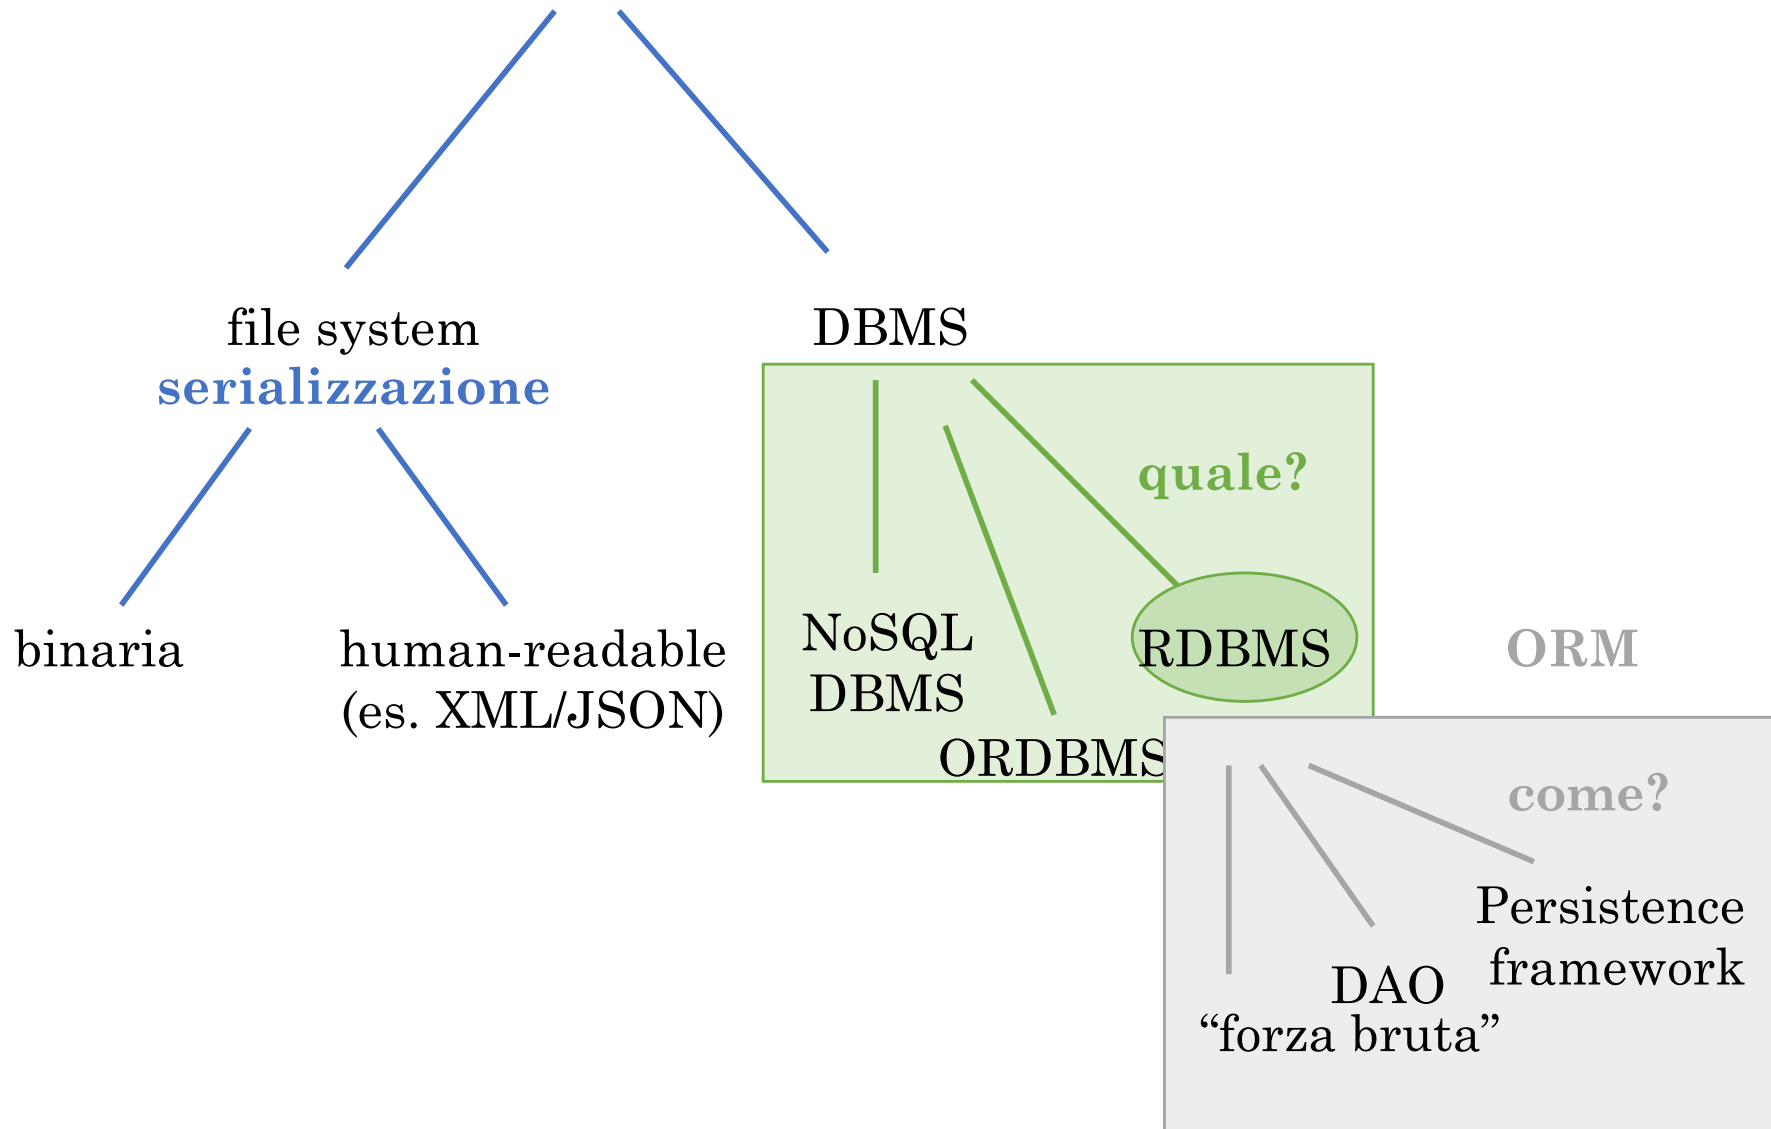 file system
serializzazione
DBMS
quale?
binaria
human-readable
(es. XML/JSON)
NoSQL
DBMS
RDBMS
ORM
ORDBMS
come?
Persistence
framework
DAO
“forza bruta”